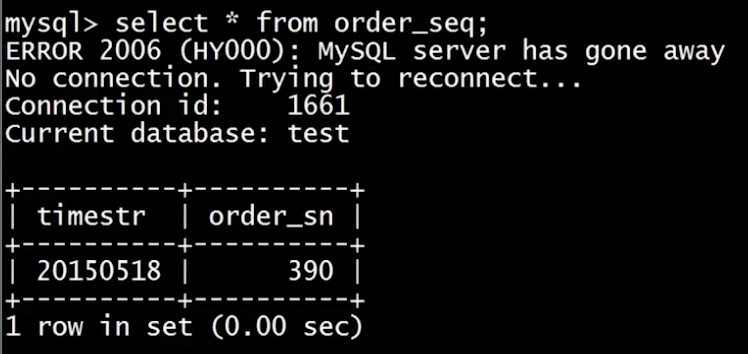 mysql> select * from order_seq;
ERROR 2006 (HY000): MySQL server has gone away
No connection. Trying to reconnect...
Connection id:    1661
Current database: test
+----------+----------+
| timestr  | order_sn |
+----------+----------+
| 20150518 |      390 |
+----------+----------+
1 row in set (0.00 sec)